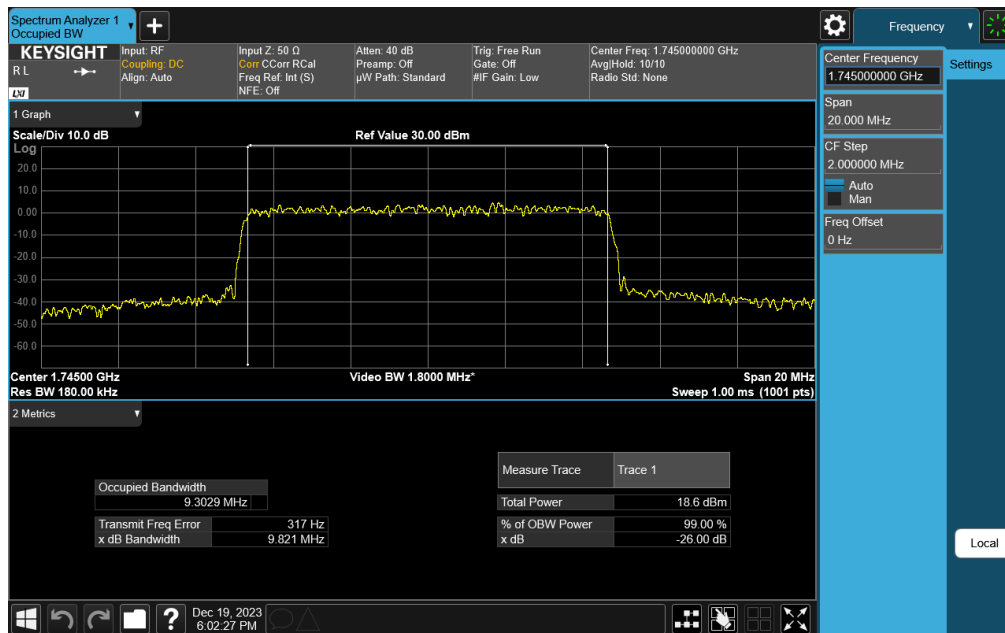 Spectrum Analyzer 1
Occupied BW
KEYSIGHT
R L
LXI
Input: RF
Coupling: DC
Align: Auto
Input Z: 50 Ω
Corr CCorr RCal
Freq Ref: Int (S)
NFE: Off
Atten: 40 dB
Preamp: Off
µW Path: Standard
Trig: Free Run
Gate: Off
#IF Gain: Low
Center Freq: 1.745000000 GHz
Avg|Hold: 10/10
Radio Std: None
1 Graph
Scale/Div 10.0 dB
Ref Value 30.00 dBm
Log
20.0
10.0
0.00
-10.0
-20.0
-30.0
-40.0
-50.0
-60.0
Center 1.74500 GHz
Video BW 1.8000 MHz*
Span 20 MHz
Res BW 180.00 kHz
Sweep 1.00 ms (1001 pts)
2 Metrics
Occupied Bandwidth
9.3029 MHz
Transmit Freq Error 317 Hz
x dB Bandwidth 9.821 MHz
Measure Trace Trace 1
Total Power 18.6 dBm
% of OBW Power 99.00 %
x dB -26.00 dB
Frequency
Settings
Center Frequency
1.745000000 GHz
Span
20.000 MHz
CF Step
2.000000 MHz
Auto
Man
Freq Offset
0 Hz
Local
?
Dec 19, 2023
6:02:27 PM